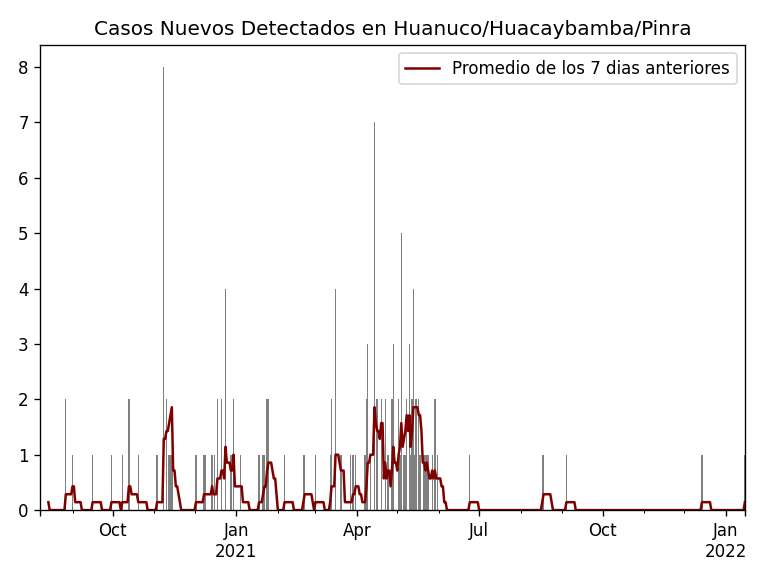 Casos Nuevos Detectados en Huanuco/Huacaybamba/Pinra
Promedio de los 7 dias anteriores
8
7
6
5
4
3
2
1
0
Oct
Jan
Apr
Jul
Oct
Jan
2021
2022